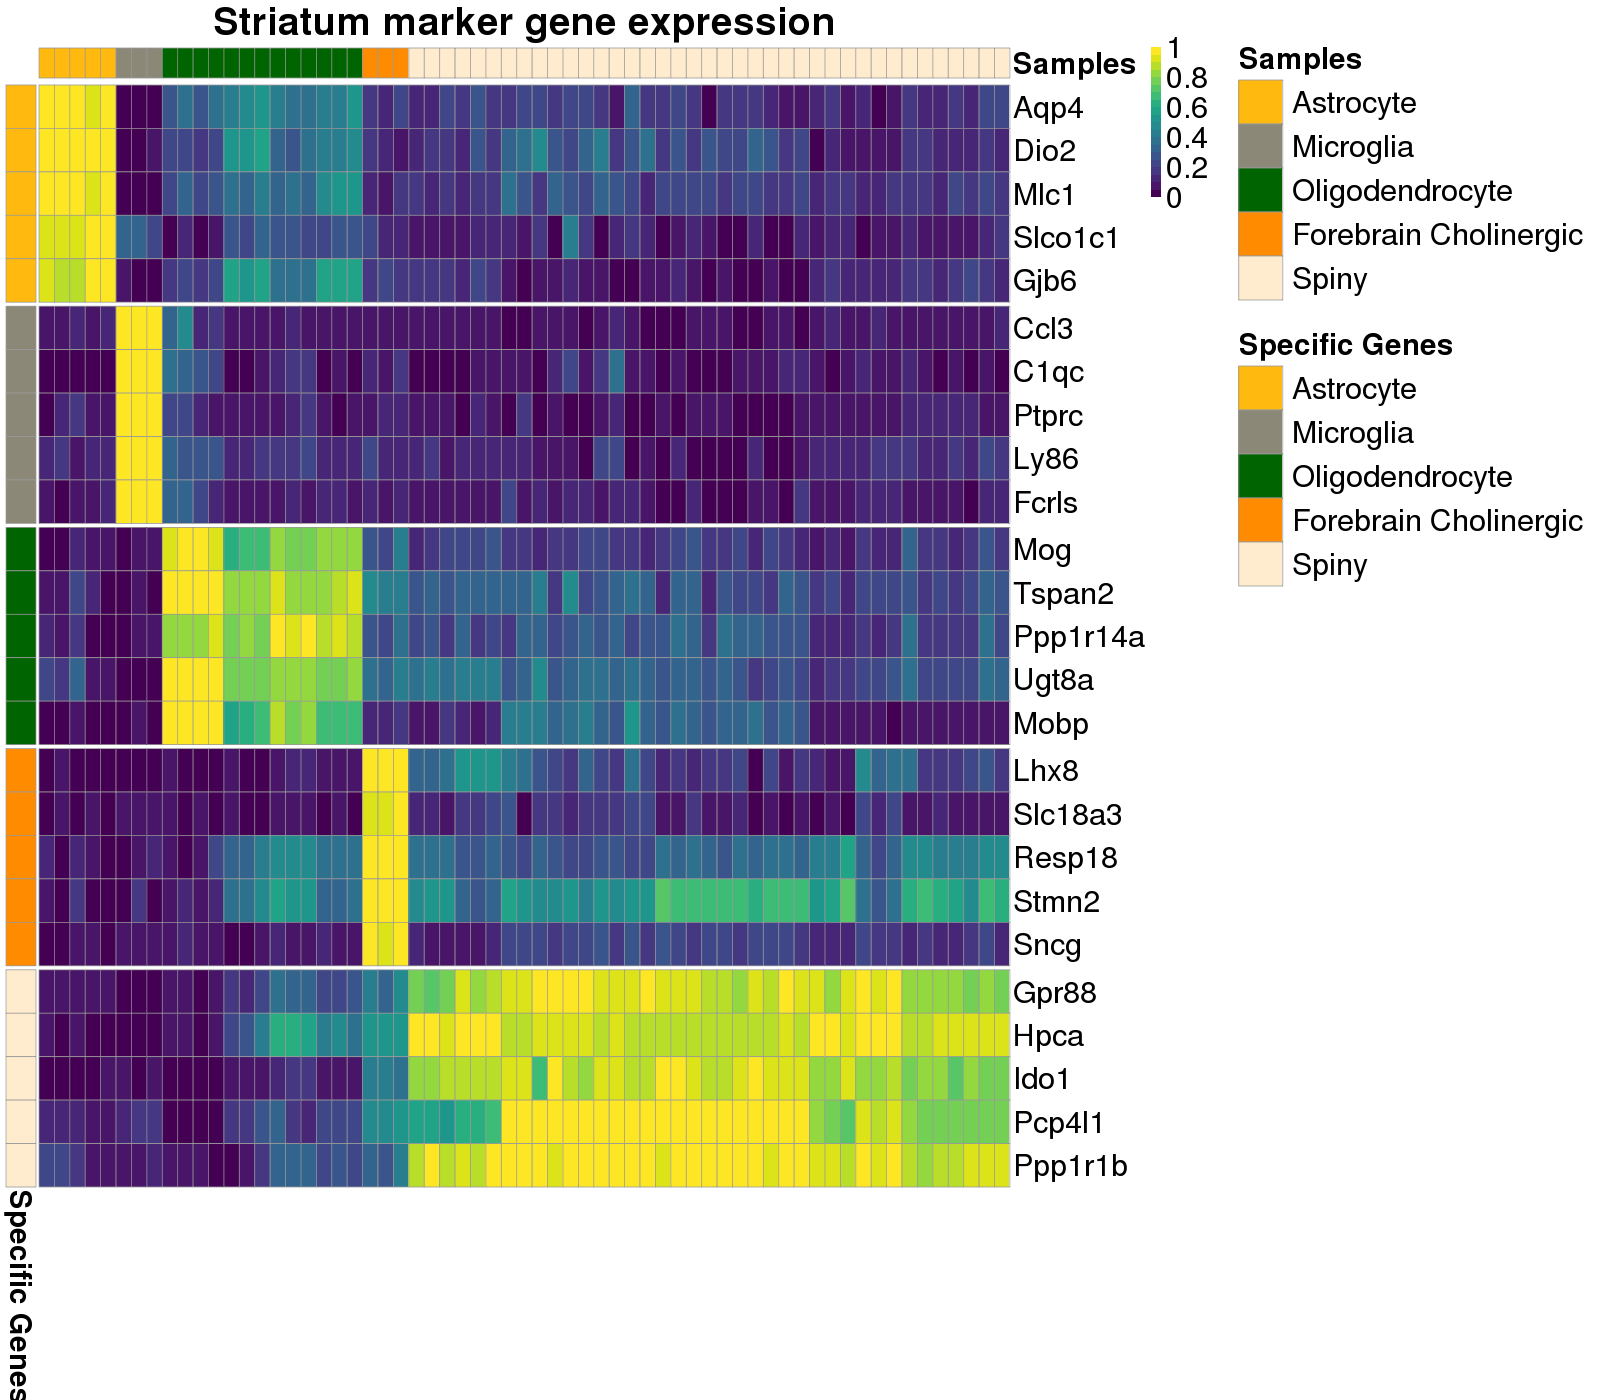 Striatum marker gene expression
Samples
Aqp4
Dio2
Mlc1
Slco1c1
Gjb6
Ccl3
C1qc
Ptprc
Ly86
Fcrls
Mog
Tspan2
Ppp1r14a
Ugt8a
Mobp
Lhx8
Slc18a3
Resp18
Stmn2
Sncg
Gpr88
Hpca
Ido1
Pcp4l1
Ppp1r1b
Specific Genes
1
0.8
0.6
0.4
0.2
0
Samples
Astrocyte
Microglia
Oligodendrocyte
Forebrain Cholinergic
Spiny
Specific Genes
Astrocyte
Microglia
Oligodendrocyte
Forebrain Cholinergic
Spiny